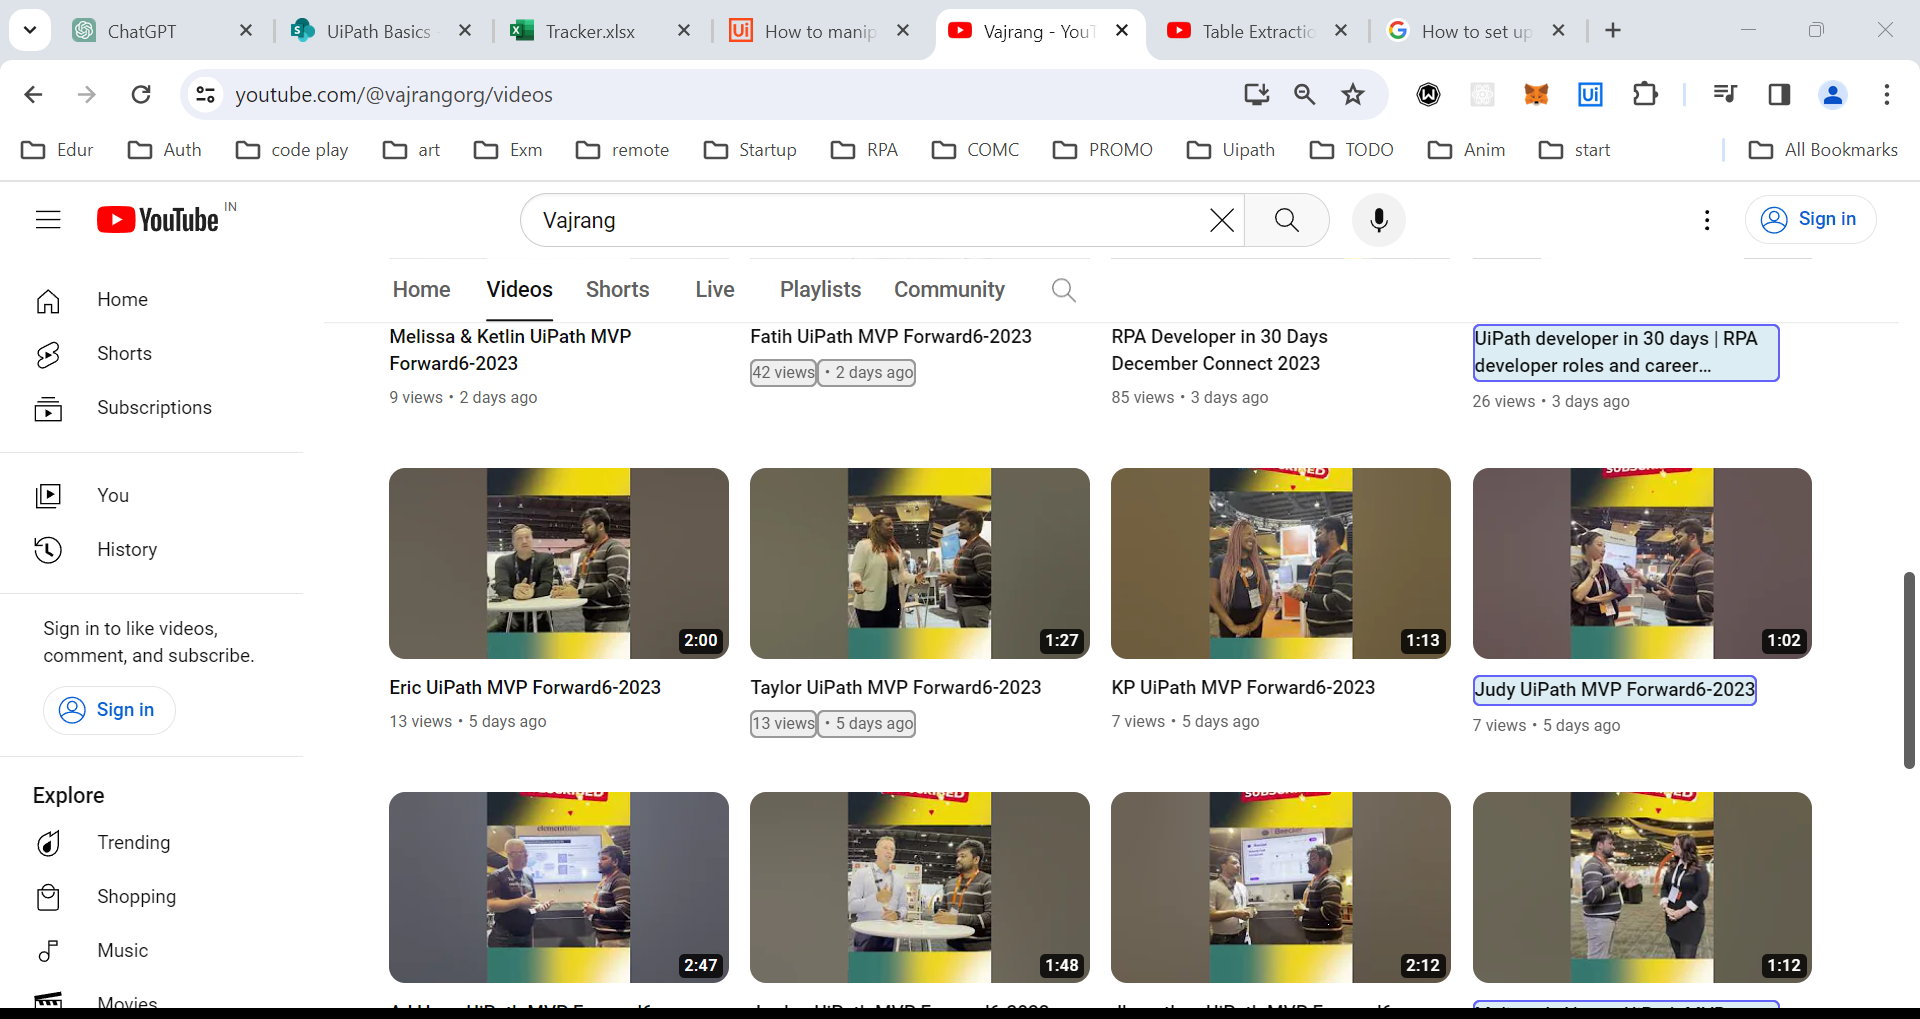 ChatGPT
UiPath Basics
Tracker.xlsx
Ui How to manip
Vajrang - YouT
Table Extractio
How to set up
youtube.com/@vajrangorg/videos
Ui
Edur
Auth
code play
art
Exm
remote
Startup
RPA
COMC
PROMO
Uipath
TODO
Anim
start
All Bookmarks
YouTube IN
Vajrang
Sign in
Home
Shorts
Subscriptions
You
History
Sign in to like videos,
comment, and subscribe.
Sign in
Explore
Trending
Shopping
Music
Movies
Home
Videos
Shorts
Live
Playlists
Community
Melissa & Ketlin UiPath MVP
Forward6-2023
9 views • 2 days ago
Fatih UiPath MVP Forward6-2023
42 views • 2 days ago
RPA Developer in 30 Days
December Connect 2023
85 views • 3 days ago
UiPath developer in 30 days | RPA
developer roles and career...
26 views • 3 days ago
2:00
Eric UiPath MVP Forward6-2023
13 views • 5 days ago
1:27
Taylor UiPath MVP Forward6-2023
13 views • 5 days ago
1:13
KP UiPath MVP Forward6-2023
7 views • 5 days ago
1:02
Judy UiPath MVP Forward6-2023
7 views • 5 days ago
2:47
1:48
2:12
1:12